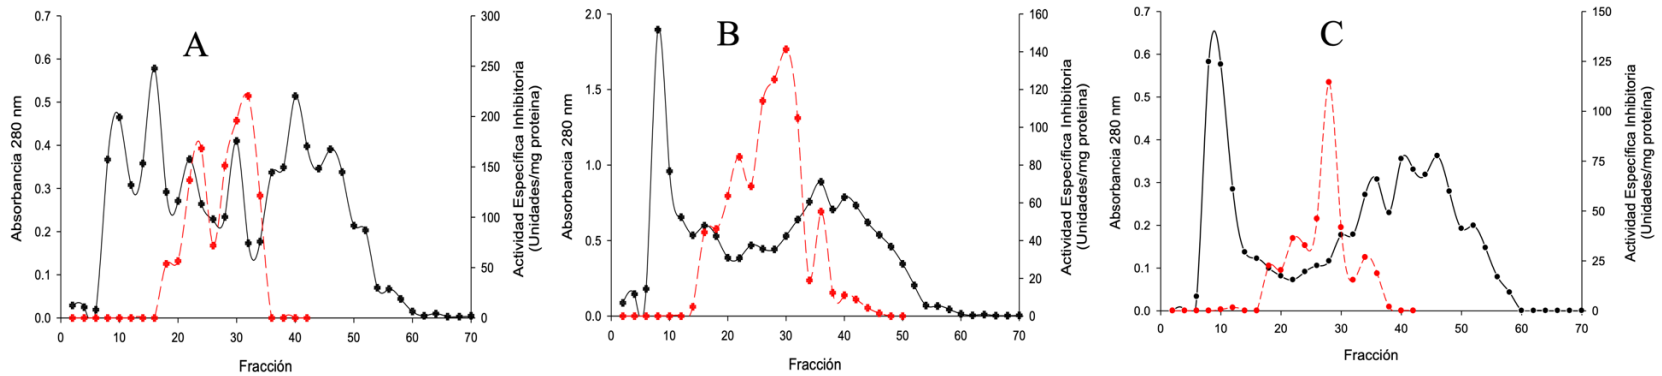 A
Absorbancia 280 nm
0.7
0.6
0.5
0.4
0.3
0.2
0.1
0.0
300
250
200
150
100
50
0
Actividad Específica Inhibitoria
(Unidades/mg proteína)
0 10 20 30 40 50 60 70
Fracción
B
Absorbancia 280 nm
2.0
1.5
1.0
0.5
0.0
160
140
120
100
80
60
40
20
0
Actividad Específica Inhibitoria
(Unidades/mg proteína)
0 10 20 30 40 50 60 70
Fracción
C
Absorbancia 280 nm
0.7
0.6
0.5
0.4
0.3
0.2
0.1
0.0
150
125
100
75
50
25
0
Actividad Específica Inhibitoria
(Unidades/mg proteína)
0 10 20 30 40 50 60 70
Fracción